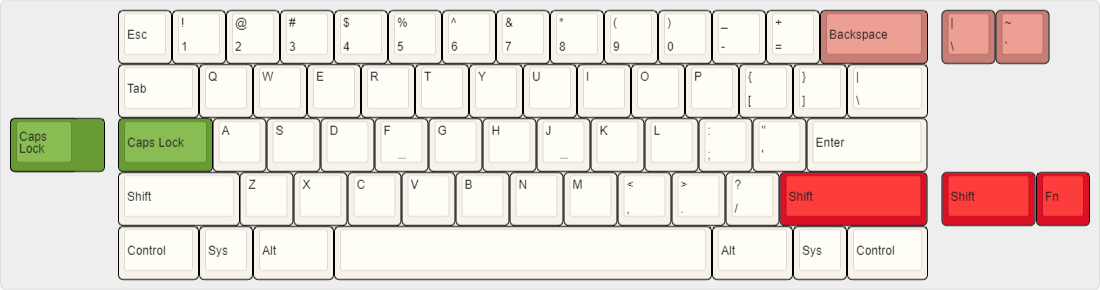 Esc ! @ # $ % ^ & * ( ) _ + Backspace | ~
1 2 3 4 5 6 7 8 9 0 - = \ `
Tab Q W E R T Y U I O P { } |
[ ] \
Caps Lock Caps Lock A S D F G H J K L : " Enter
_ _ ; '
Shift Z X C V B N M < > ? Shift Shift Fn
, . /
Control Sys Alt Alt Sys Control